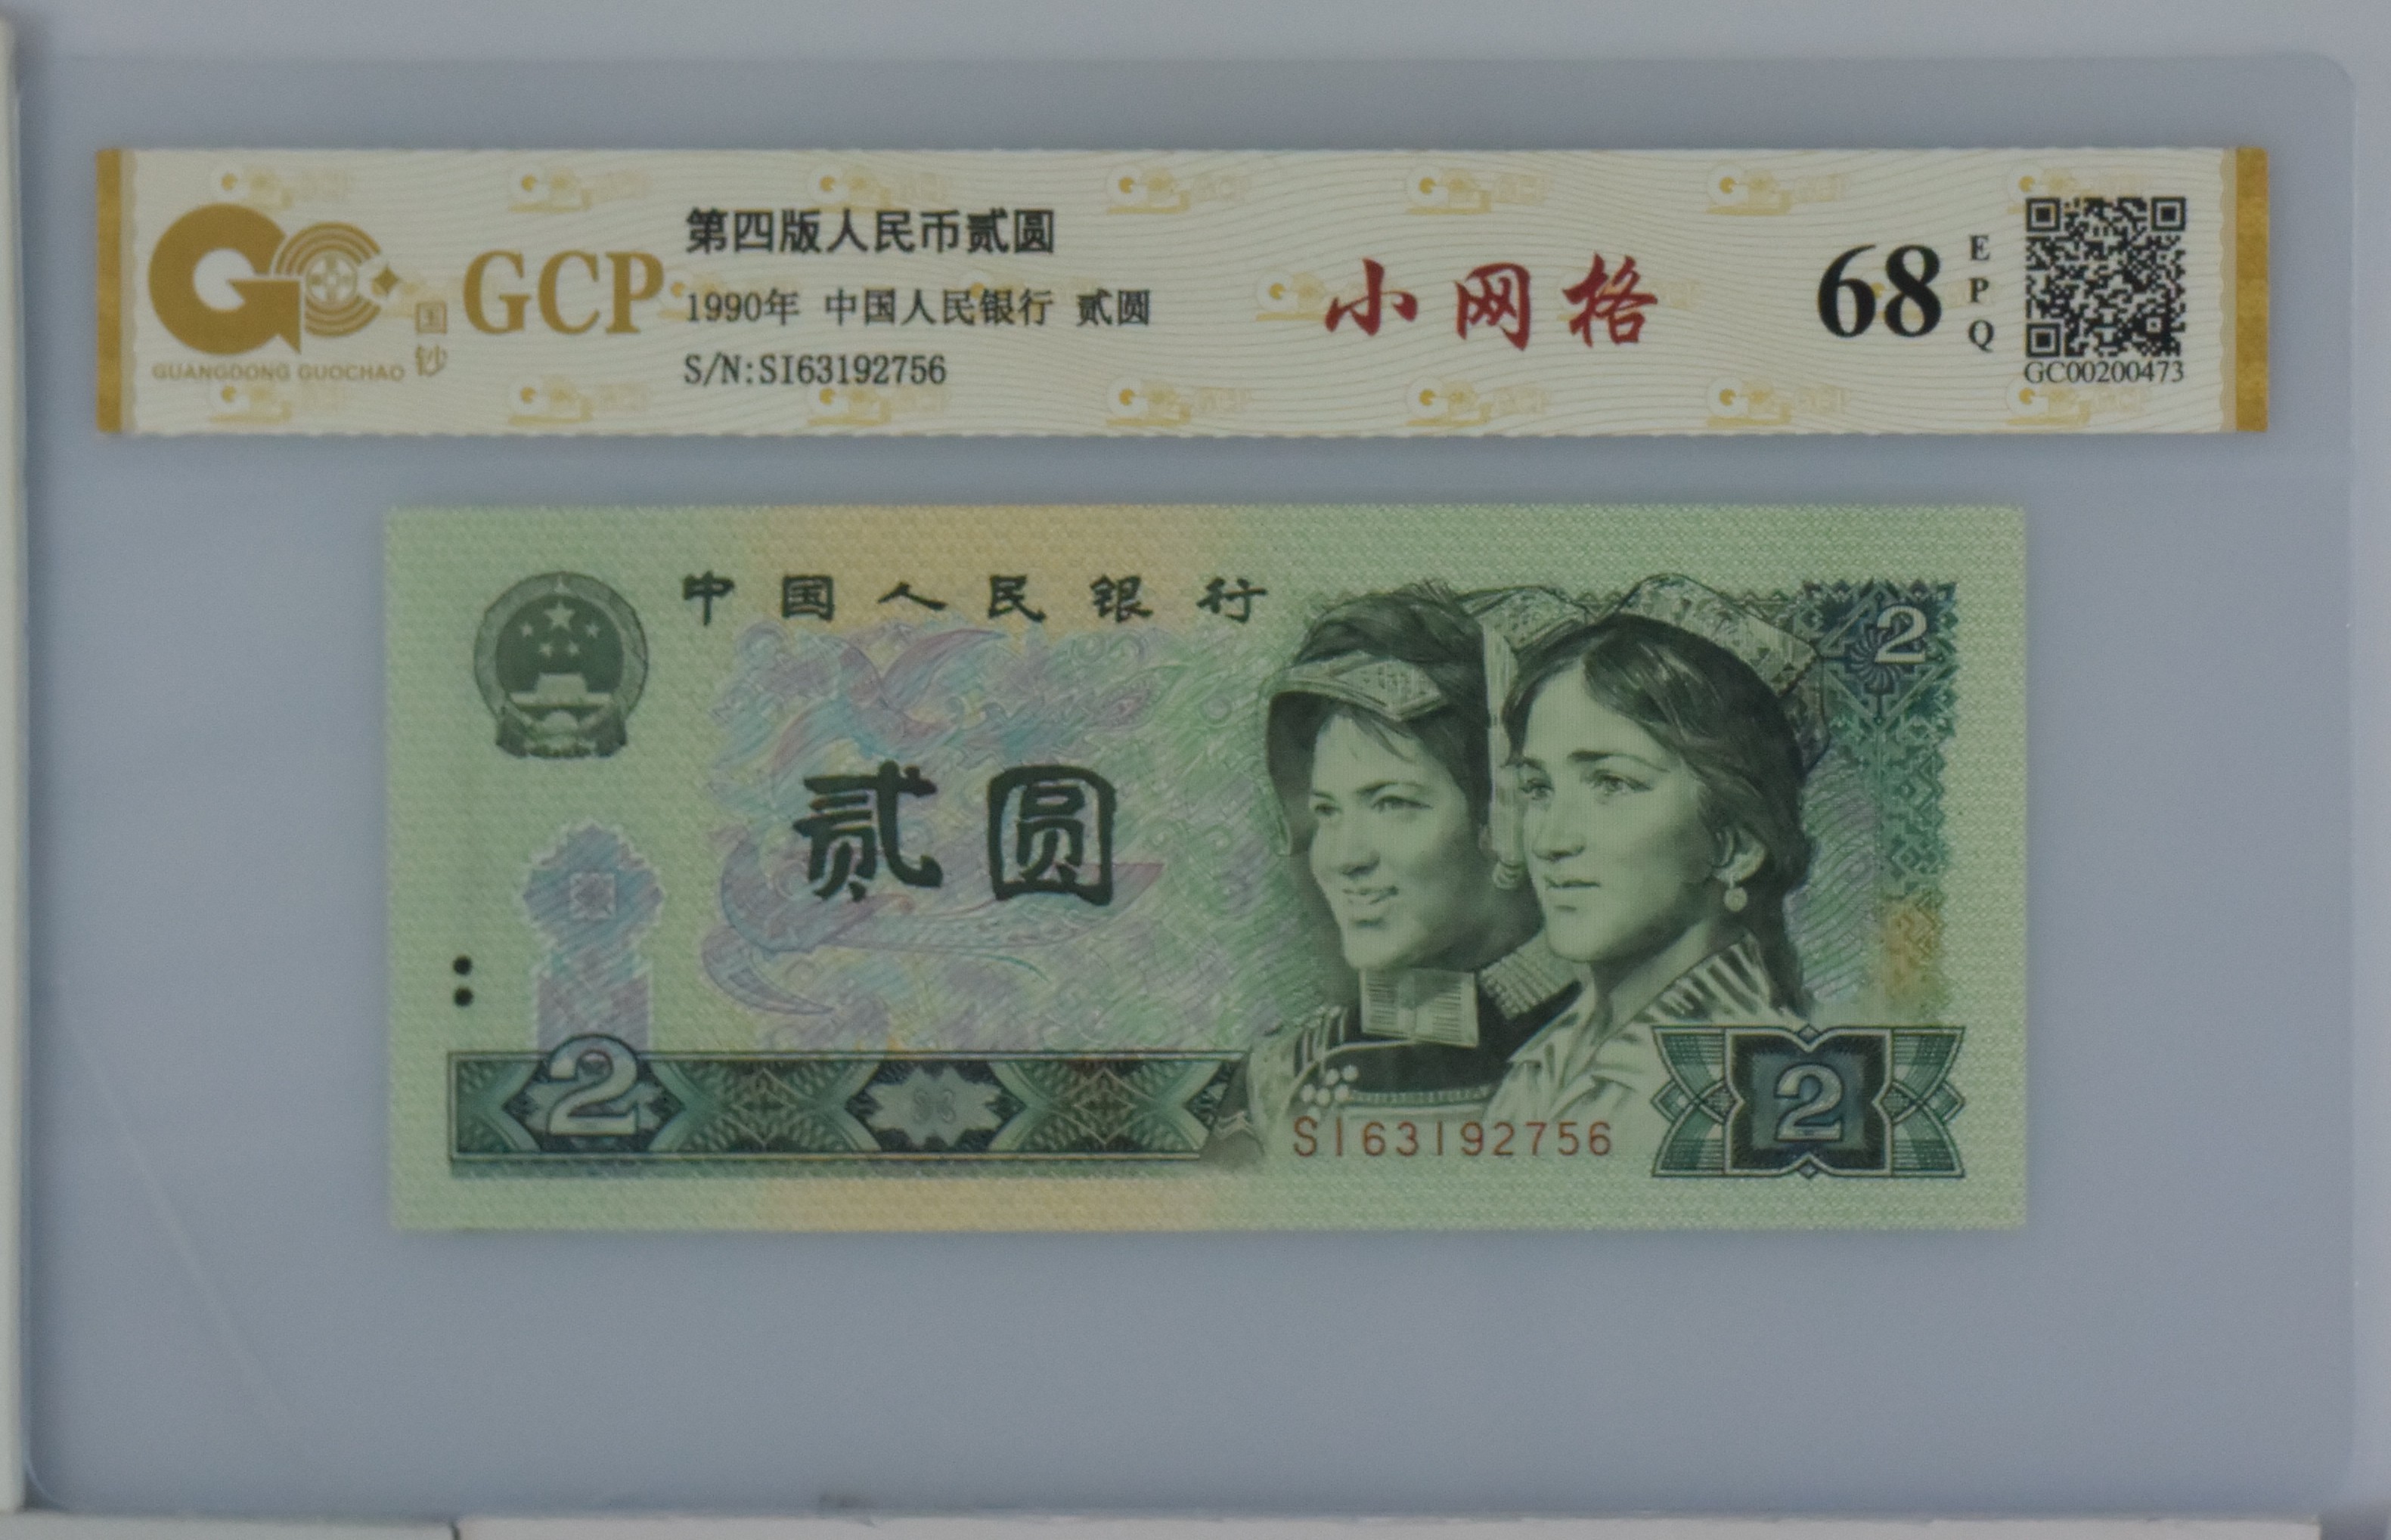 GUANGDONG GUOCHAO
国钞
GCP
第四版人民币贰圆
1990年 中国人民银行 贰圆
S/N:SI63192756
小网格
68
EPQ
GC00200473
中国人民银行
2
贰圆
2
SI63192756
2